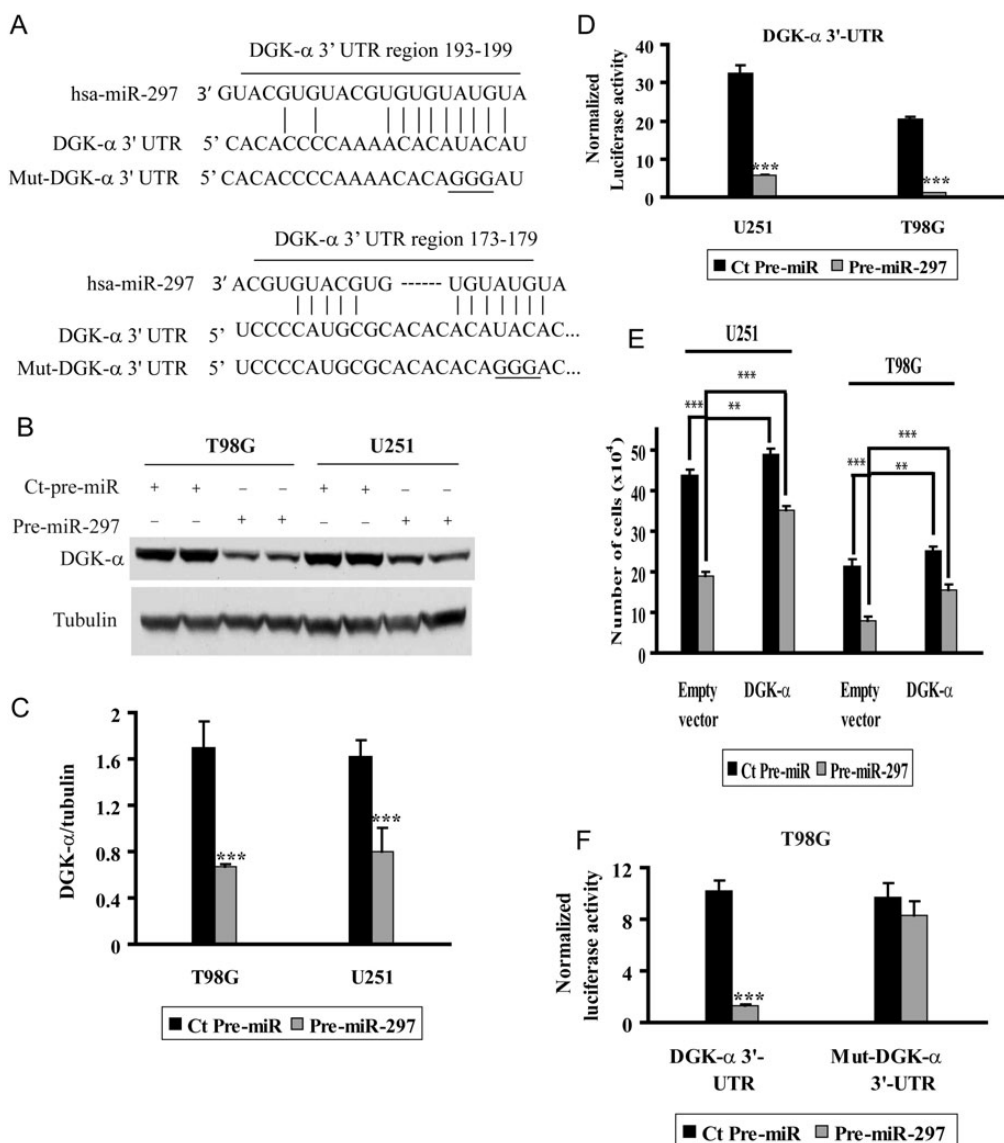 A
DGK-α 3' UTR region 193-199
hsa-miR-297 3' GUACGUGUACGUGUGUAUGUA
DGK-α 3' UTR 5' CACACCCCAAAACACAUACAU
Mut-DGK-α 3' UTR 5' CACACCCCAAAACACAGGGAU
DGK-α 3' UTR region 173-179
hsa-miR-297 3' ACGUGUACGUG ------ UGUAUGUA
DGK-α 3' UTR 5' UCCCCAUGCGCACACACAUACAC...
Mut-DGK-α 3' UTR 5' UCCCCAUGCGCACACACAGGGAC...
B
T98G U251
Ct-pre-miR + + – – + + – –
Pre-miR-297 – – + + – – + +
DGK-α
Tubulin
C
DGK-α/tubulin
2
1.6
1.2
0.8
0.4
0
***
***
T98G U251
Ct Pre-miR Pre-miR-297
D
DGK-α 3'-UTR
Normalized
Luciferase activity
40
30
20
10
0
***
***
U251 T98G
Ct Pre-miR Pre-miR-297
E
U251
T98G
Number of cells (x10⁴)
50
40
30
20
10
0
***
*** **
***
*** **
Empty DGK-α Empty DGK-α
vector vector
Ct Pre-miR Pre-miR-297
F
T98G
Normalized
luciferase activity
12
8
4
0
***
DGK-α 3'- Mut-DGK-α
UTR 3'-UTR
Ct Pre-miR Pre-miR-297